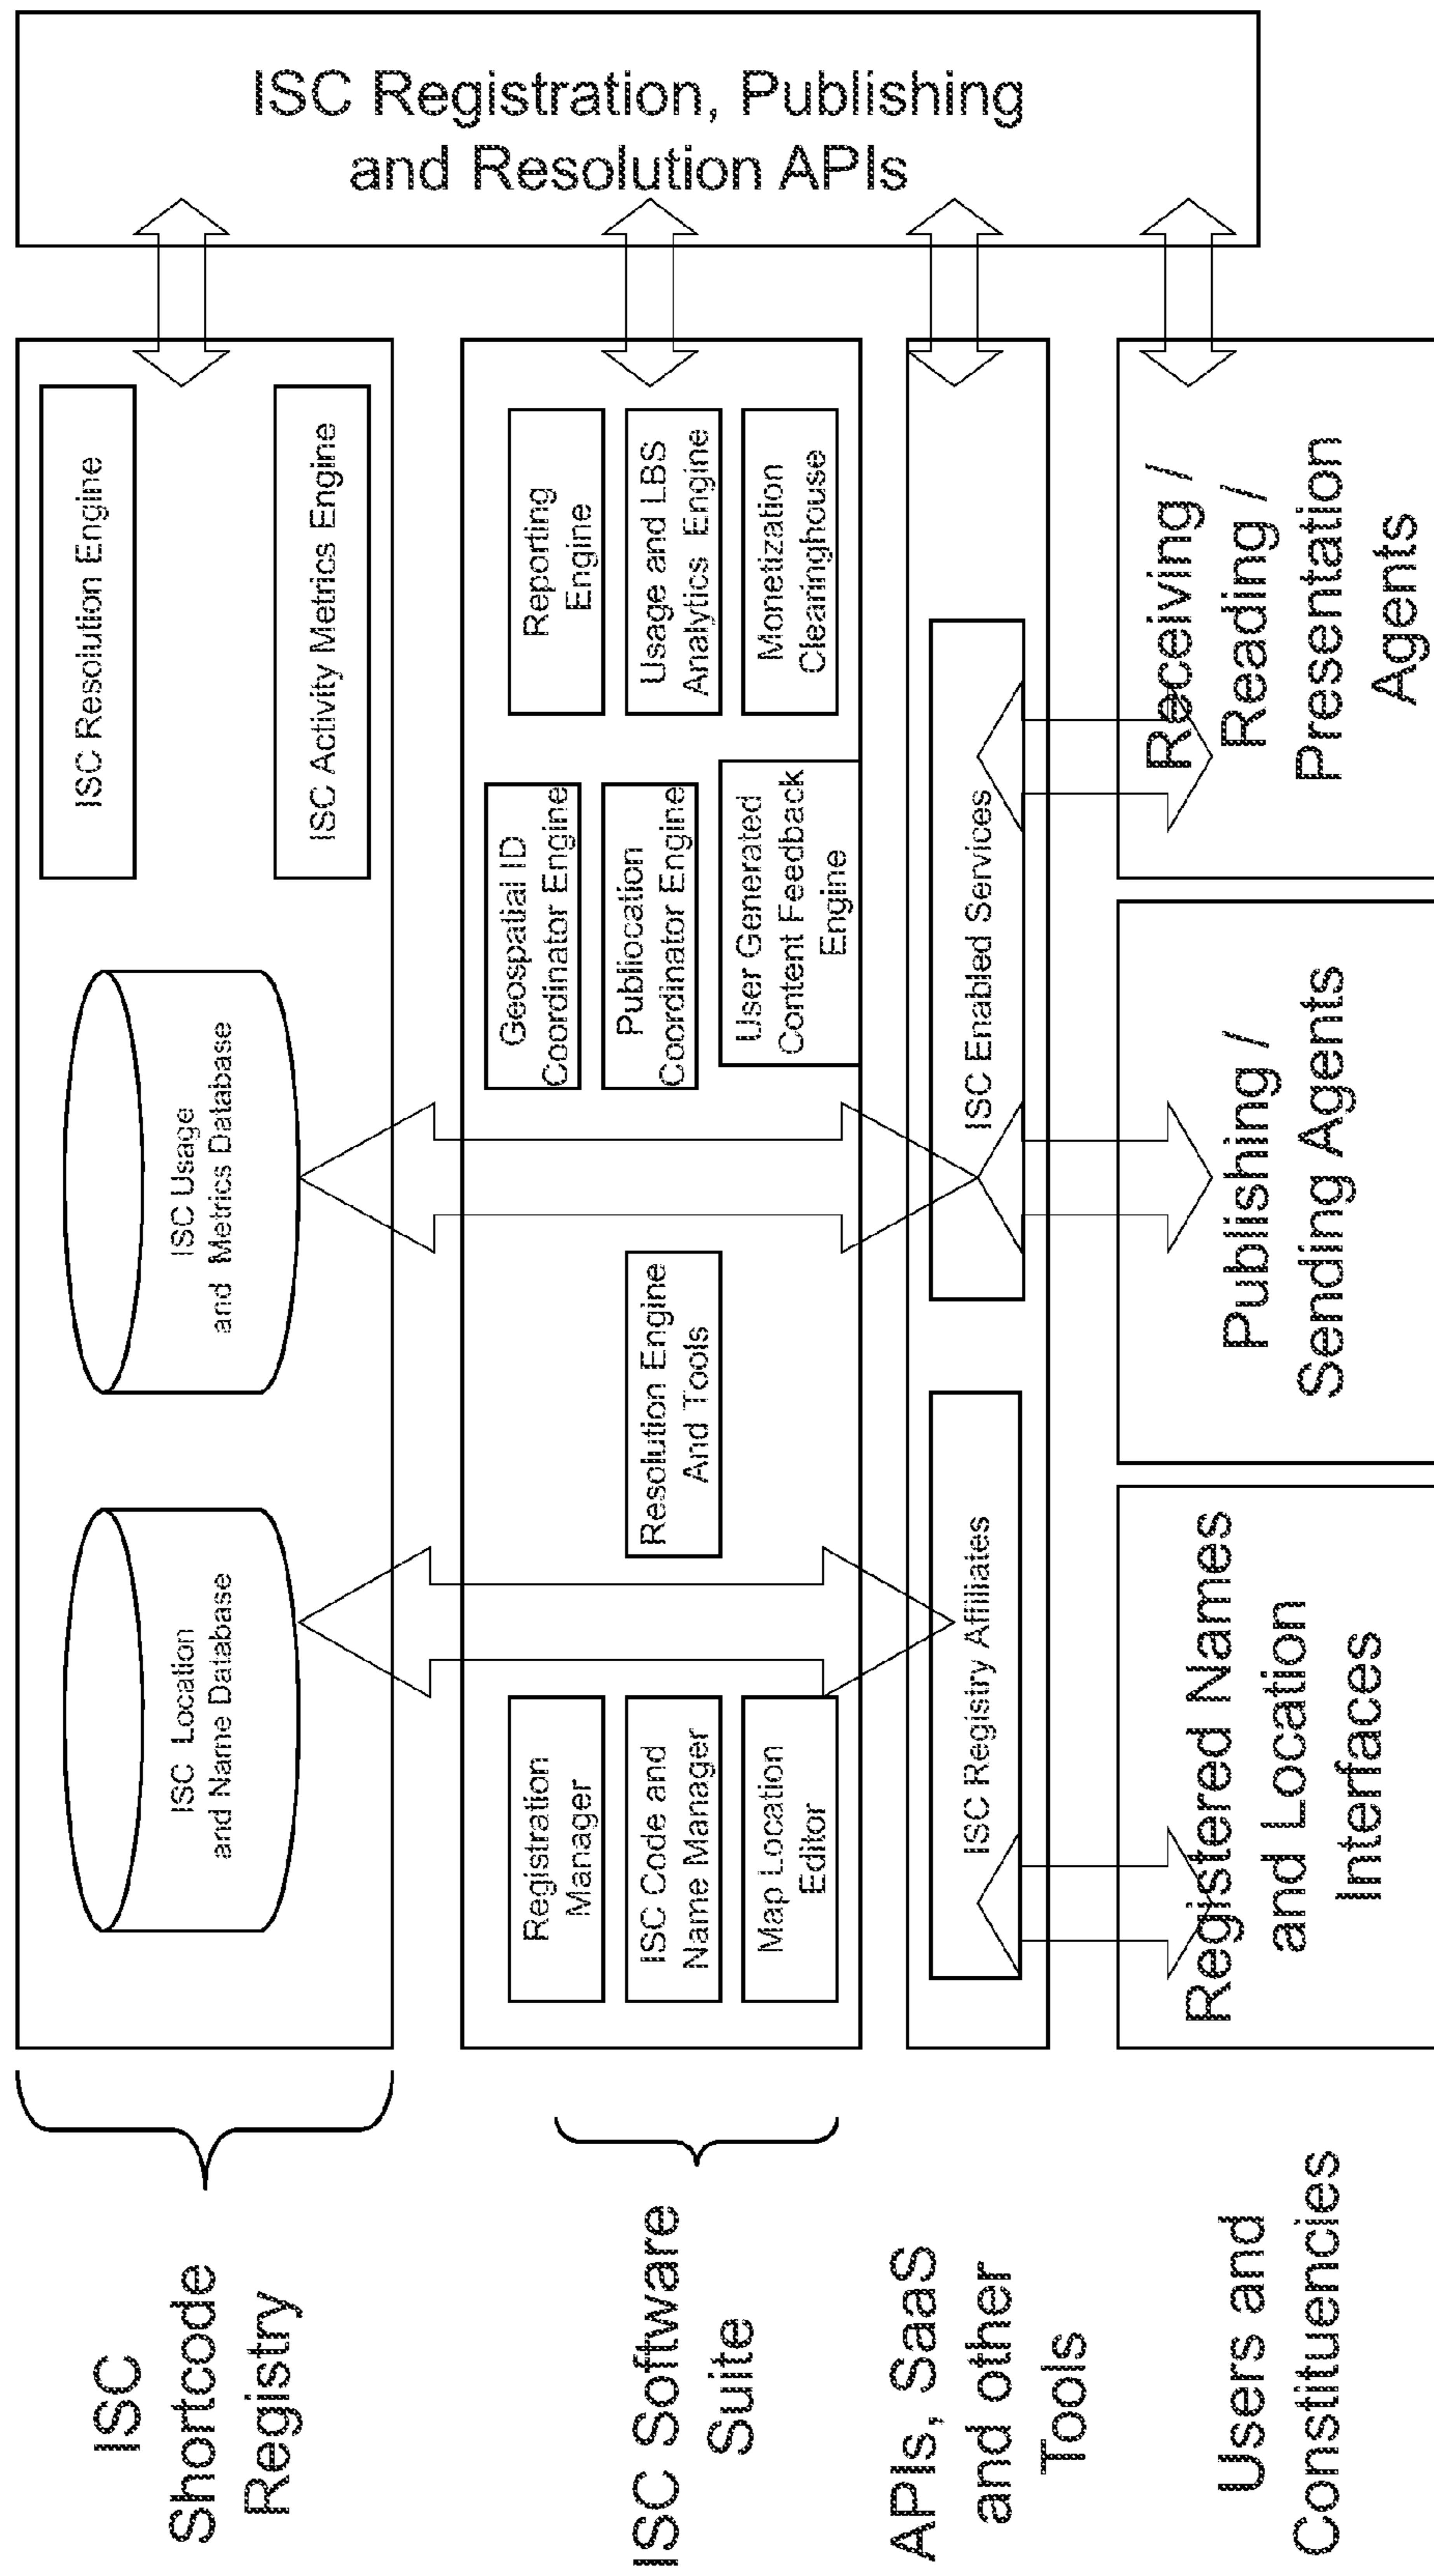 ISC Registration, Publishing
and Resolution APIs
ISC
Shortcode
Registry
ISC Location
and Name Database
ISC Usage
and Metrics Database
ISC Resolution Engine
ISC Activity Metrics Engine
ISC Software
Suite
Registration
Manager
ISC Code and
Name Manager
Map Location
Editor
Resolution Engine
And Tools
Geospatial ID
Coordinator Engine
Publocation
Coordinator Engine
User Generated
Content Feedback
Engine
Reporting
Engine
Usage and LBS
Analytics Engine
Monetization
Clearinghouse
APIs, SaaS
and other
Tools
ISC Registry Affiliates
ISC Enabled Services
Users and
Constituencies
Registered Names
and Location
Interfaces
Publishing /
Sending Agents
Receiving /
Reading /
Presentation
Agents